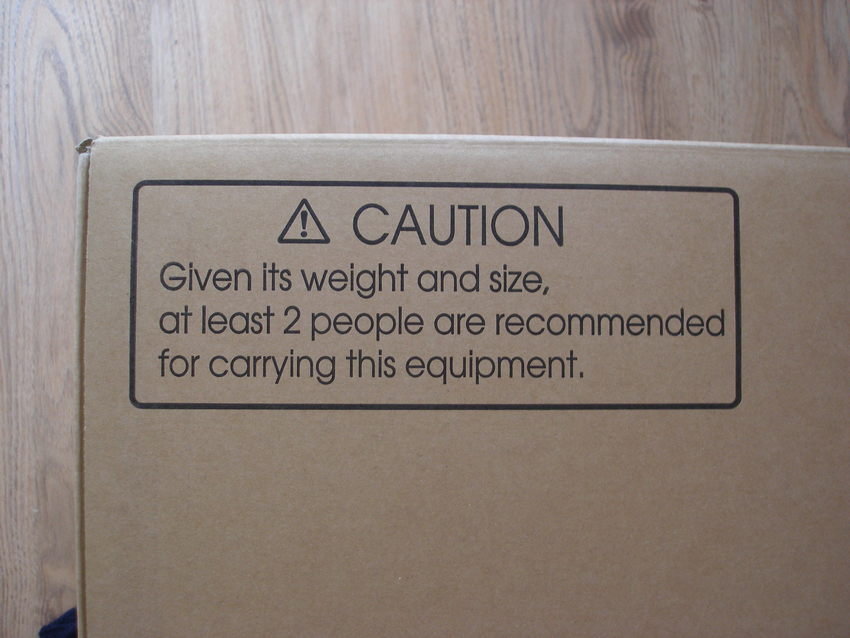 CAUTION
Given its weight and size,
at least 2 people are recommended
for carrying this equipment.